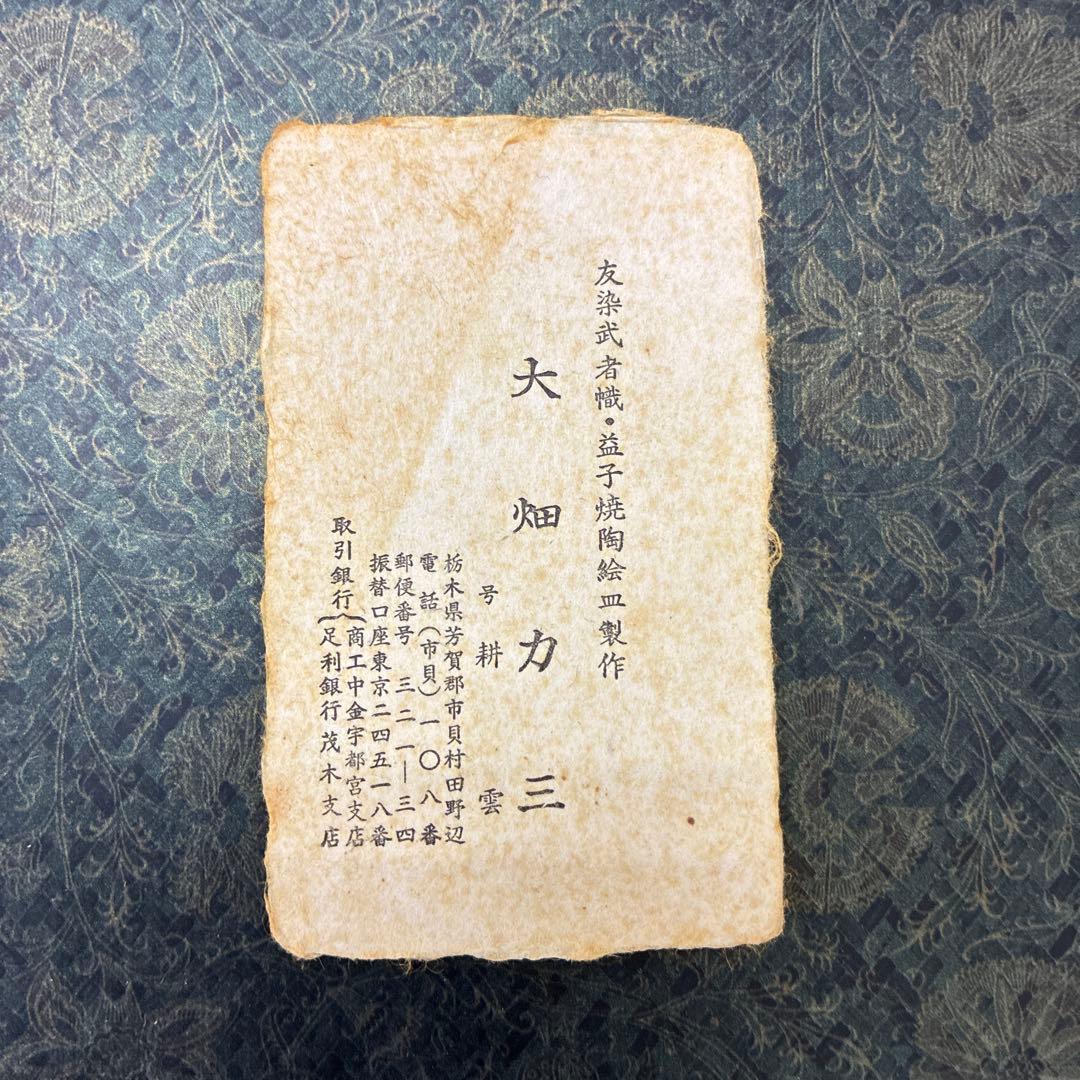 友染武者幟・益子焼陶絵皿製作
大畑力三
号耕雲
栃木県芳賀郡市貝村田野辺
電話(市貝)一〇八番
郵便番号三二一―三四
振替口座東京二四五一八番
取引銀行{商工中金宇都宮支店
足利銀行茂木支店